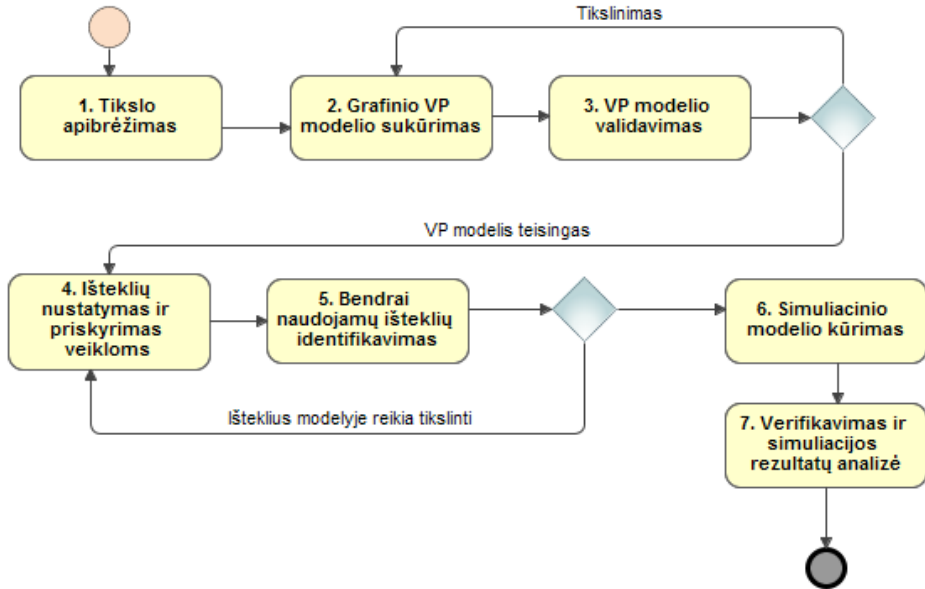 Tikslinimas
1. Tikslo
apibrėžimas
2. Grafinio VP
modelio sukūrimas
3. VP modelio
validavimas
VP modelis teisingas
4. Išteklių
nustatymas ir
priskyrimas
veikloms
5. Bendrai
naudojamų išteklių
identifikavimas
6. Simuliacinio
modelio kūrimas
Išteklius modelyje reikia tikslinti
7. Verifikavimas ir
simuliacijos
rezultatų analizė